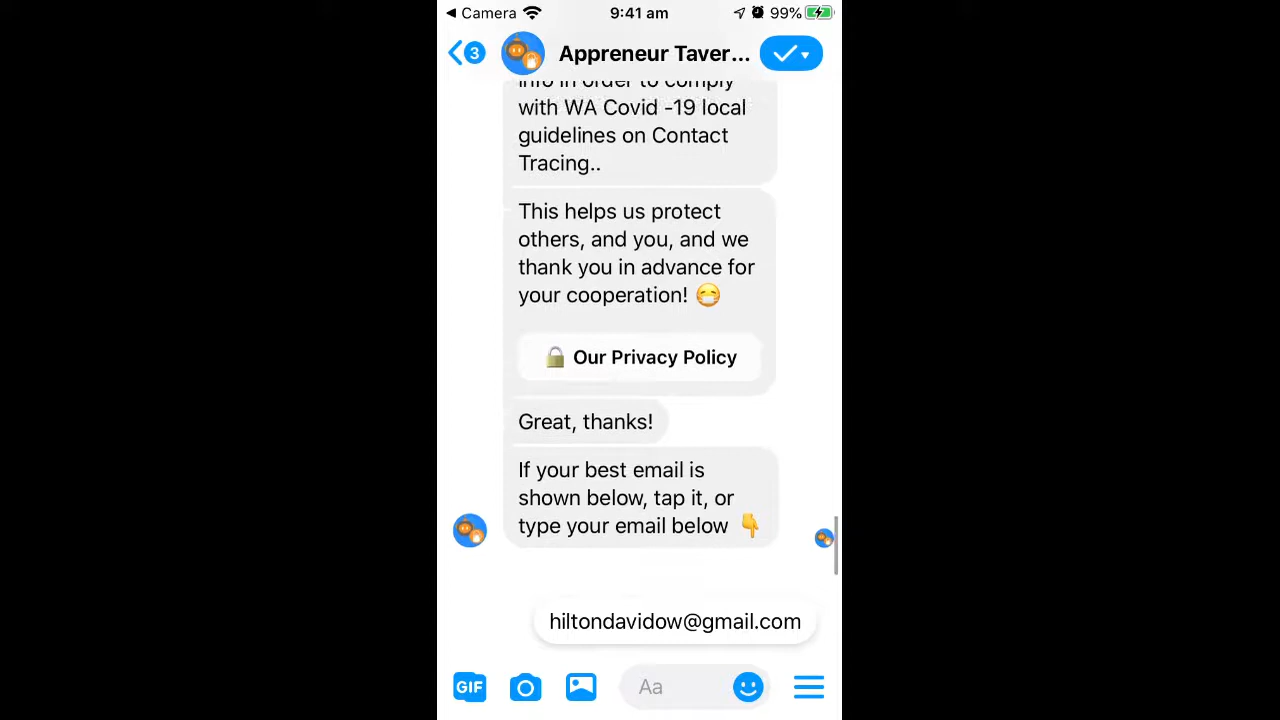 Camera
9:41 am
99%
3
Appreneur Taver...
info in order to comply
with WA Covid -19 local
guidelines on Contact
Tracing..
This helps us protect
others, and you, and we
thank you in advance for
your cooperation! 😷
🔒 Our Privacy Policy
Great, thanks!
If your best email is
shown below, tap it, or
type your email below 👇
hiltondavidow@gmail.com
GIF
Aa